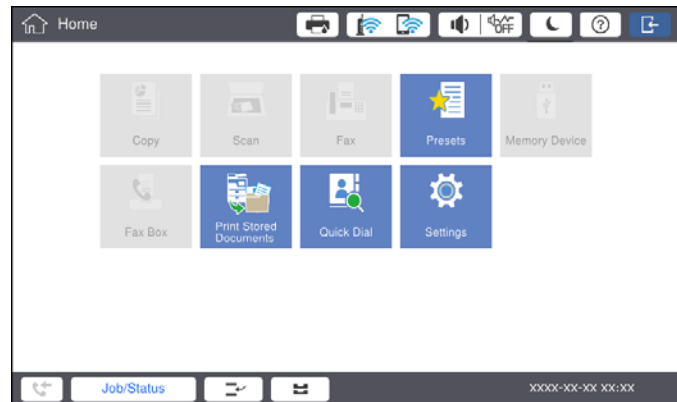 Home
OFF
?
Copy
Scan
Fax
Presets
Memory Device
Fax Box
Print Stored
Documents
Quick Dial
Settings
Job/Status
XXXX-XX-XX XX:XX